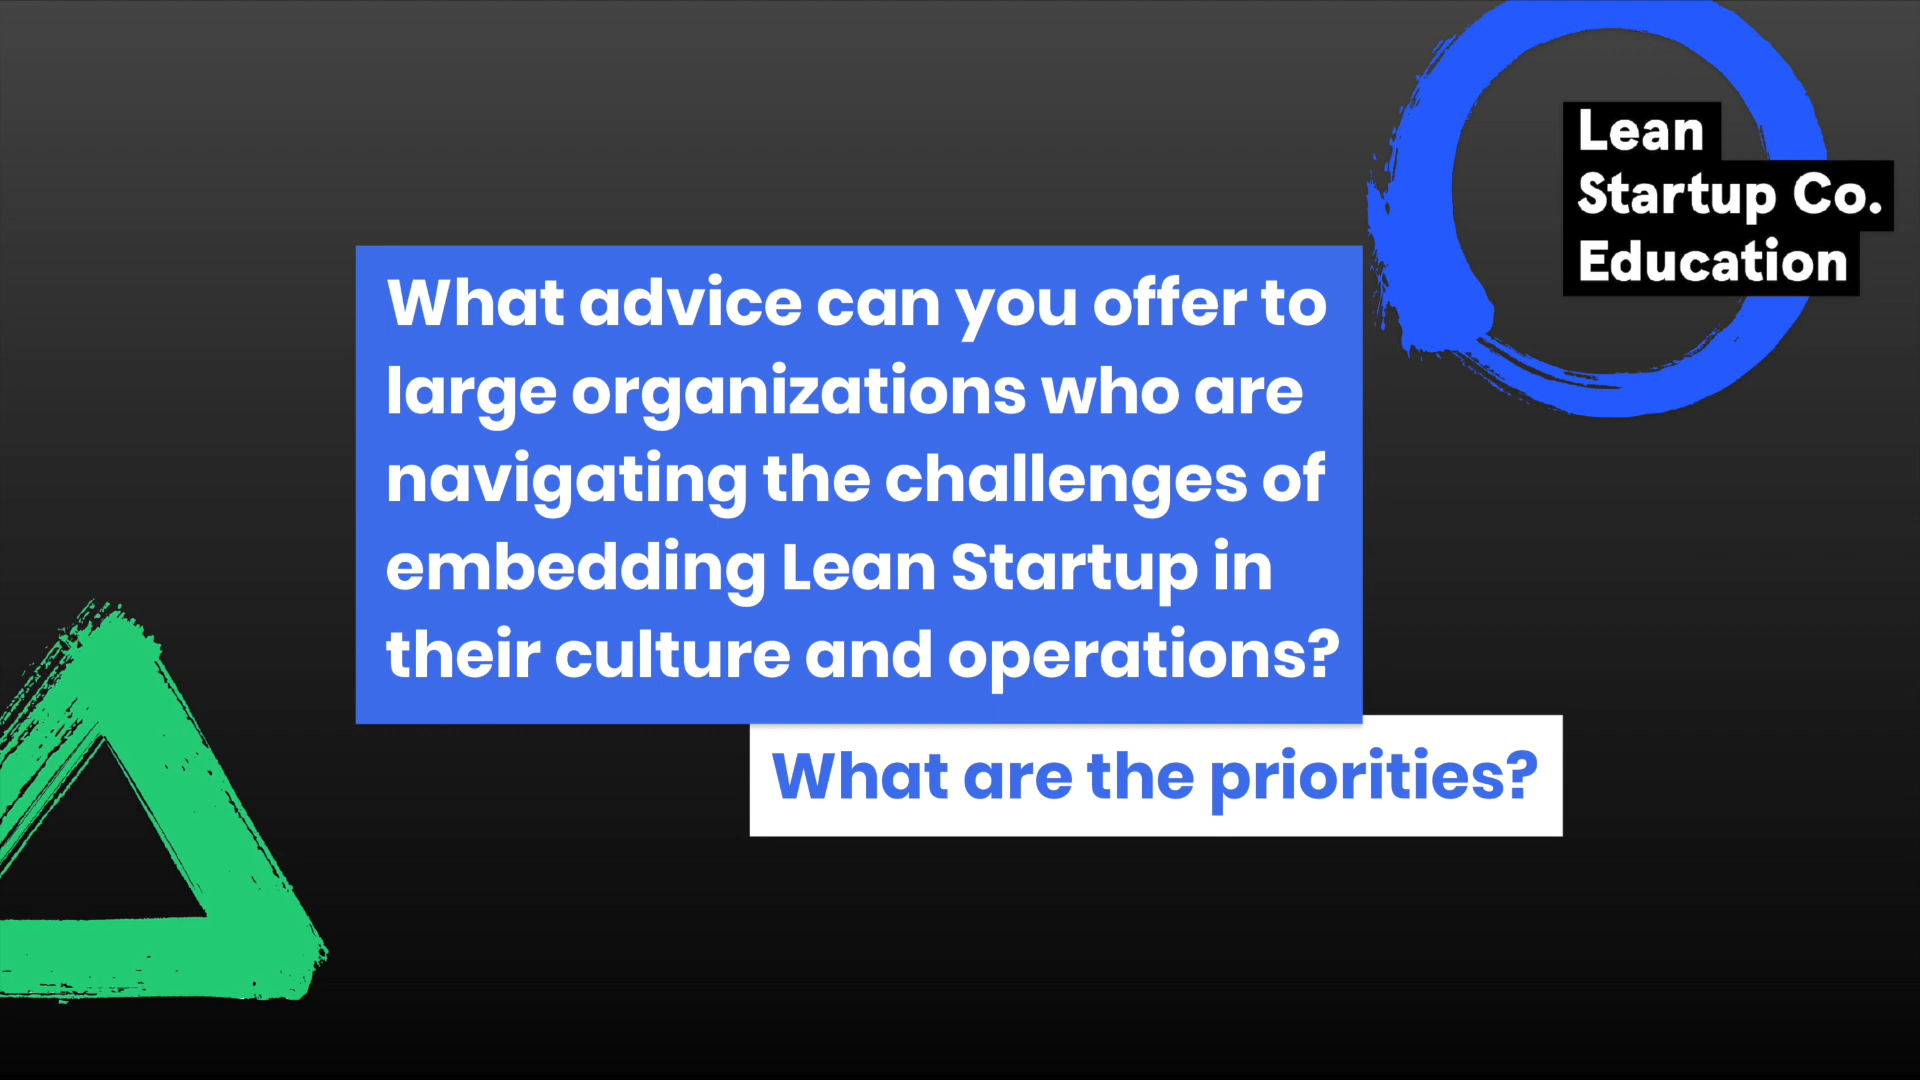 Lean
Startup Co.
Education
What advice can you offer to
large organizations who are
navigating the challenges of
embedding Lean Startup in
their culture and operations?
What are the priorities?